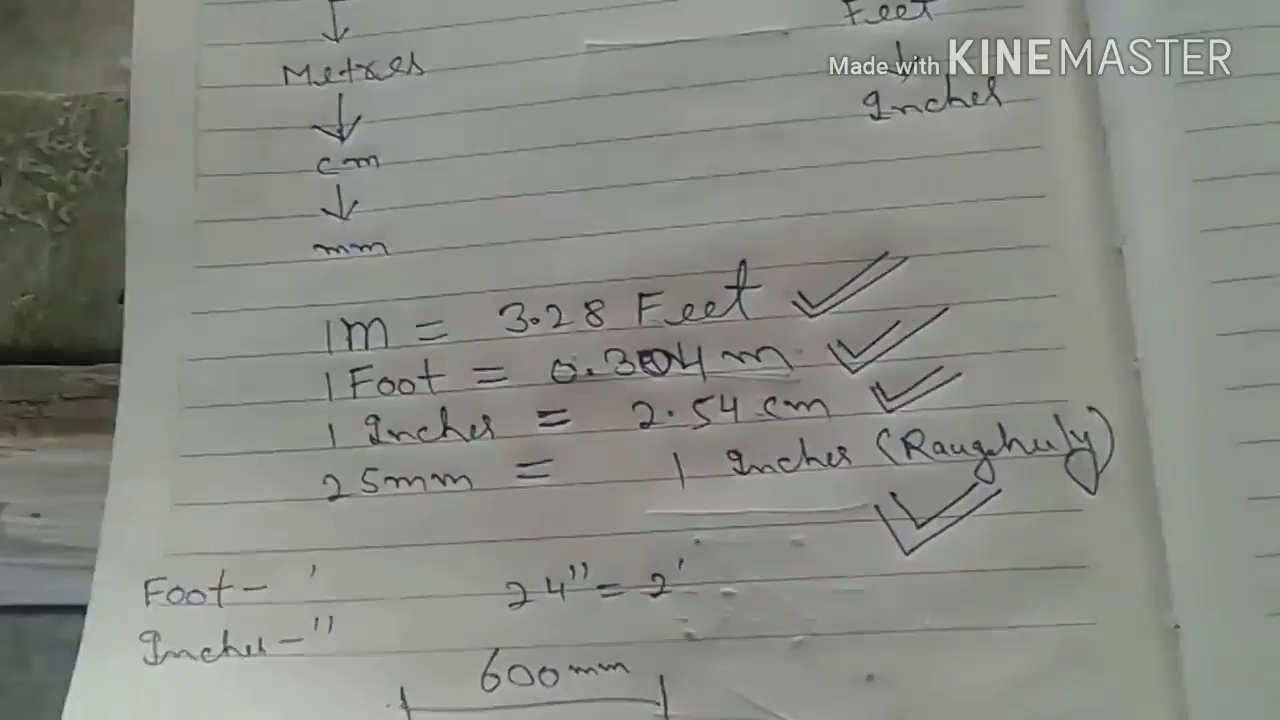 Feet
Metres
Made with KINEMASTER
Inches
cm
mm
1m = 3.28 Feet
1 Foot = 0.304 m
1 Inches = 2.54 cm
25mm = 1 Inches (Raughuly)
Foot - '
24" = 2'
Inches - "
600mm